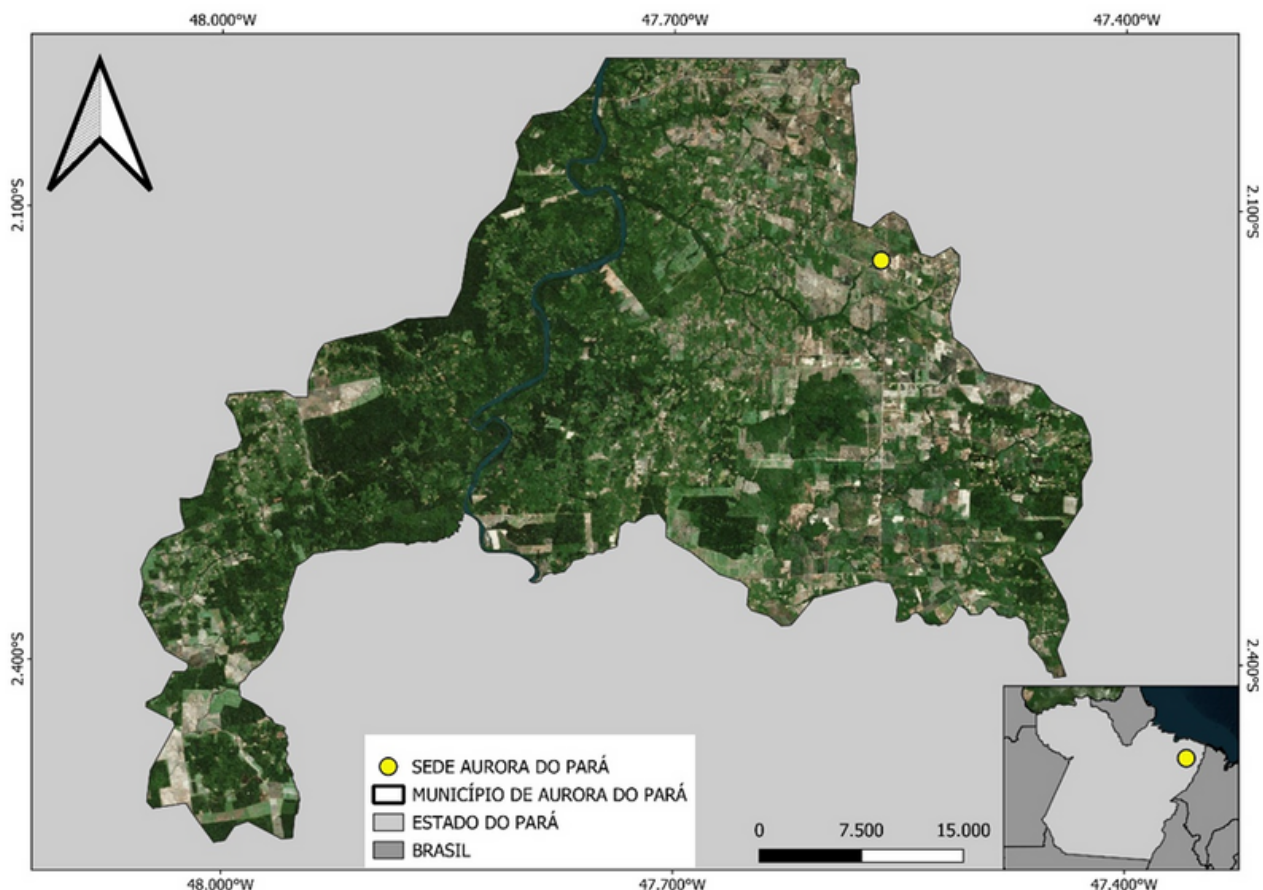 48.000°W 47.700°W 47.400°W
2.100°S 2.100°S
2.400°S 2.400°S
SEDE AURORA DO PARÁ
MUNICÍPIO DE AURORA DO PARÁ
ESTADO DO PARÁ
BRASIL
0 7.500 15.000
48.000°W 47.700°W 47.400°W